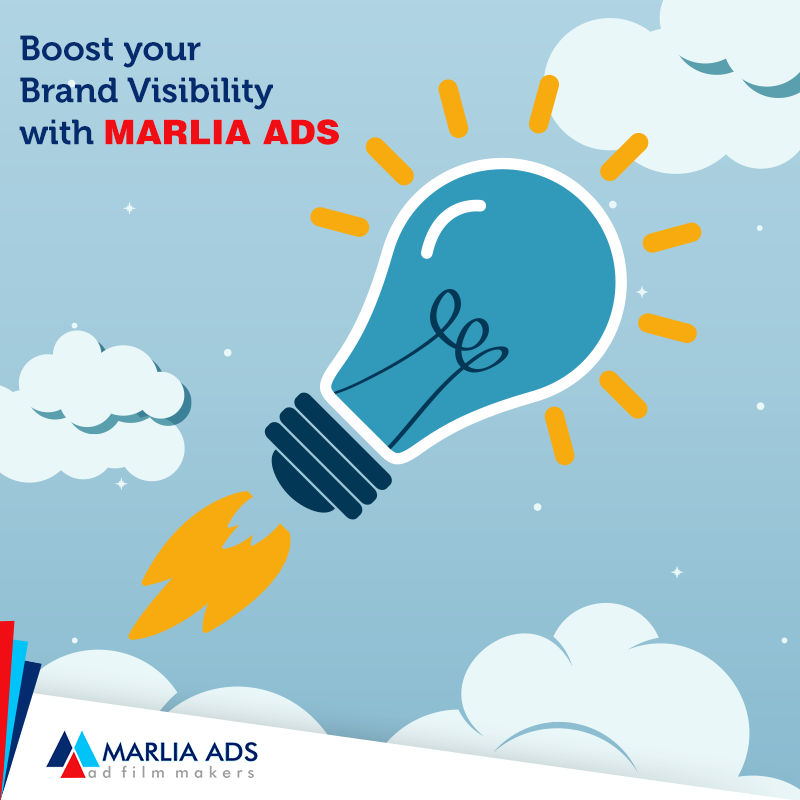 Boost your
Brand Visibility
with MARLIA ADS
MARLIA ADS
ad film makers